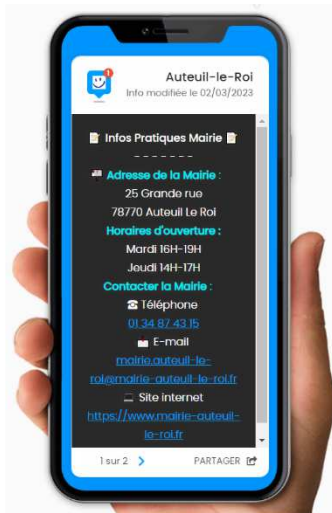 1
Auteuil-le-Roi
Info modifiée le 02/03/2023
Infos Pratiques Mairie
- - - - - - -
Adresse de la Mairie :
25 Grande rue
78770 Auteuil Le Roi
Horaires d'ouverture :
Mardi 16H-19H
Jeudi 14H-17H
Contacter la Mairie :
Téléphone
01 34 87 43 15
E-mail
mairie.auteuil-le-
roi@mairie-auteuil-le-roi.fr
Site internet
https://www.mairie-auteuil-
le-roi.fr
1 sur 2 >
PARTAGER